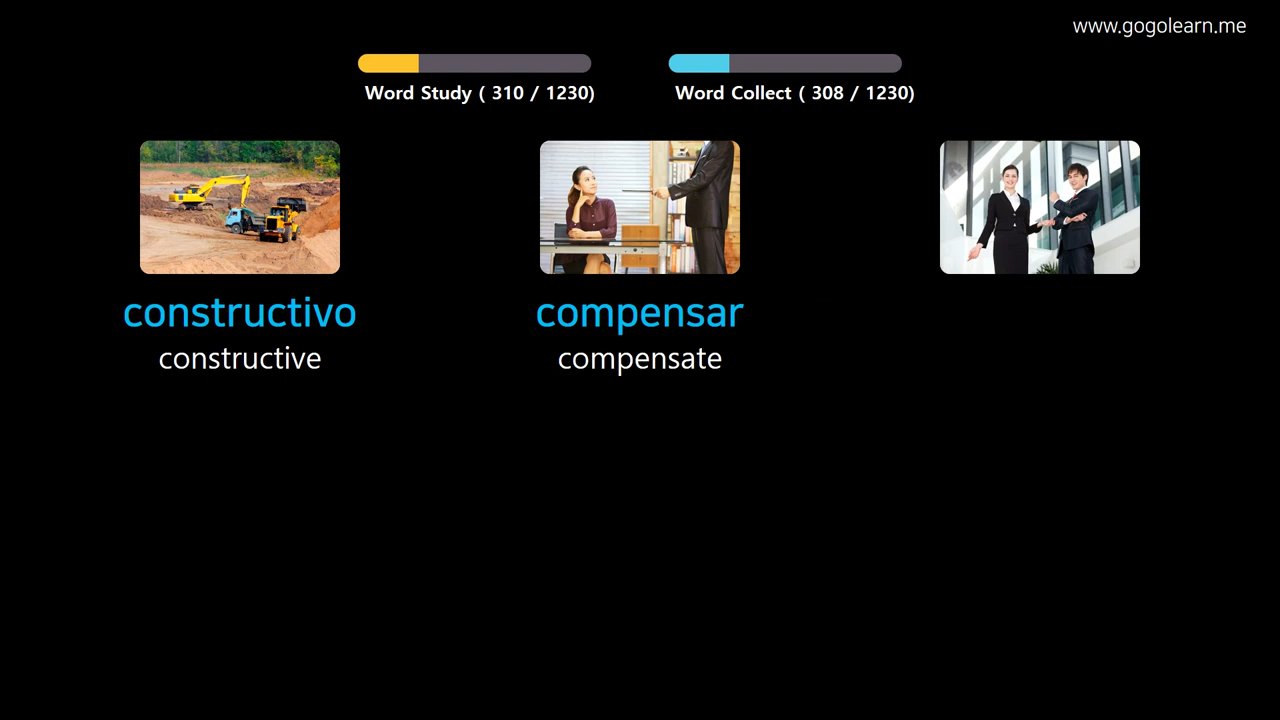 www.gogolearn.me
Word Study ( 310 / 1230)
Word Collect ( 308 / 1230)
constructivo
constructive
compensar
compensate